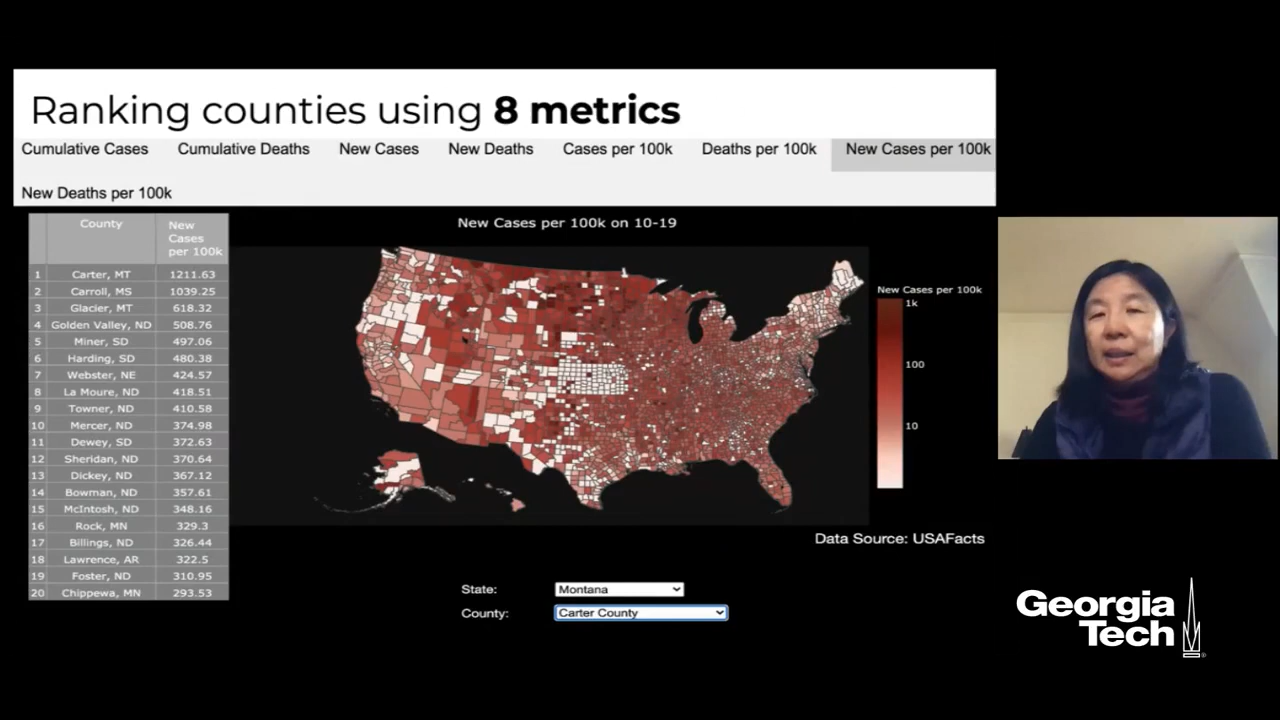 Ranking counties using 8 metrics
Cumulative Cases Cumulative Deaths New Cases New Deaths Cases per 100k Deaths per 100k New Cases per 100k
New Deaths per 100k
County New Cases per 100k
1 Carter, MT 1211.63
2 Carroll, MS 1039.25
3 Glacier, MT 618.32
4 Golden Valley, ND 508.76
5 Miner, SD 497.06
6 Harding, SD 480.38
7 Webster, NE 424.57
8 La Moure, ND 418.51
9 Towner, ND 410.58
10 Mercer, ND 374.98
11 Dewey, SD 372.63
12 Sheridan, ND 370.64
13 Dickey, ND 367.12
14 Bowman, ND 357.61
15 McIntosh, ND 348.16
16 Rock, MN 329.3
17 Billings, ND 326.44
18 Lawrence, AR 322.5
19 Foster, ND 310.95
20 Chippewa, MN 293.53
New Cases per 100k on 10-19
New Cases per 100k
1k
100
10
Data Source: USAFacts
State: Montana
County: Carter County
Georgia
Tech